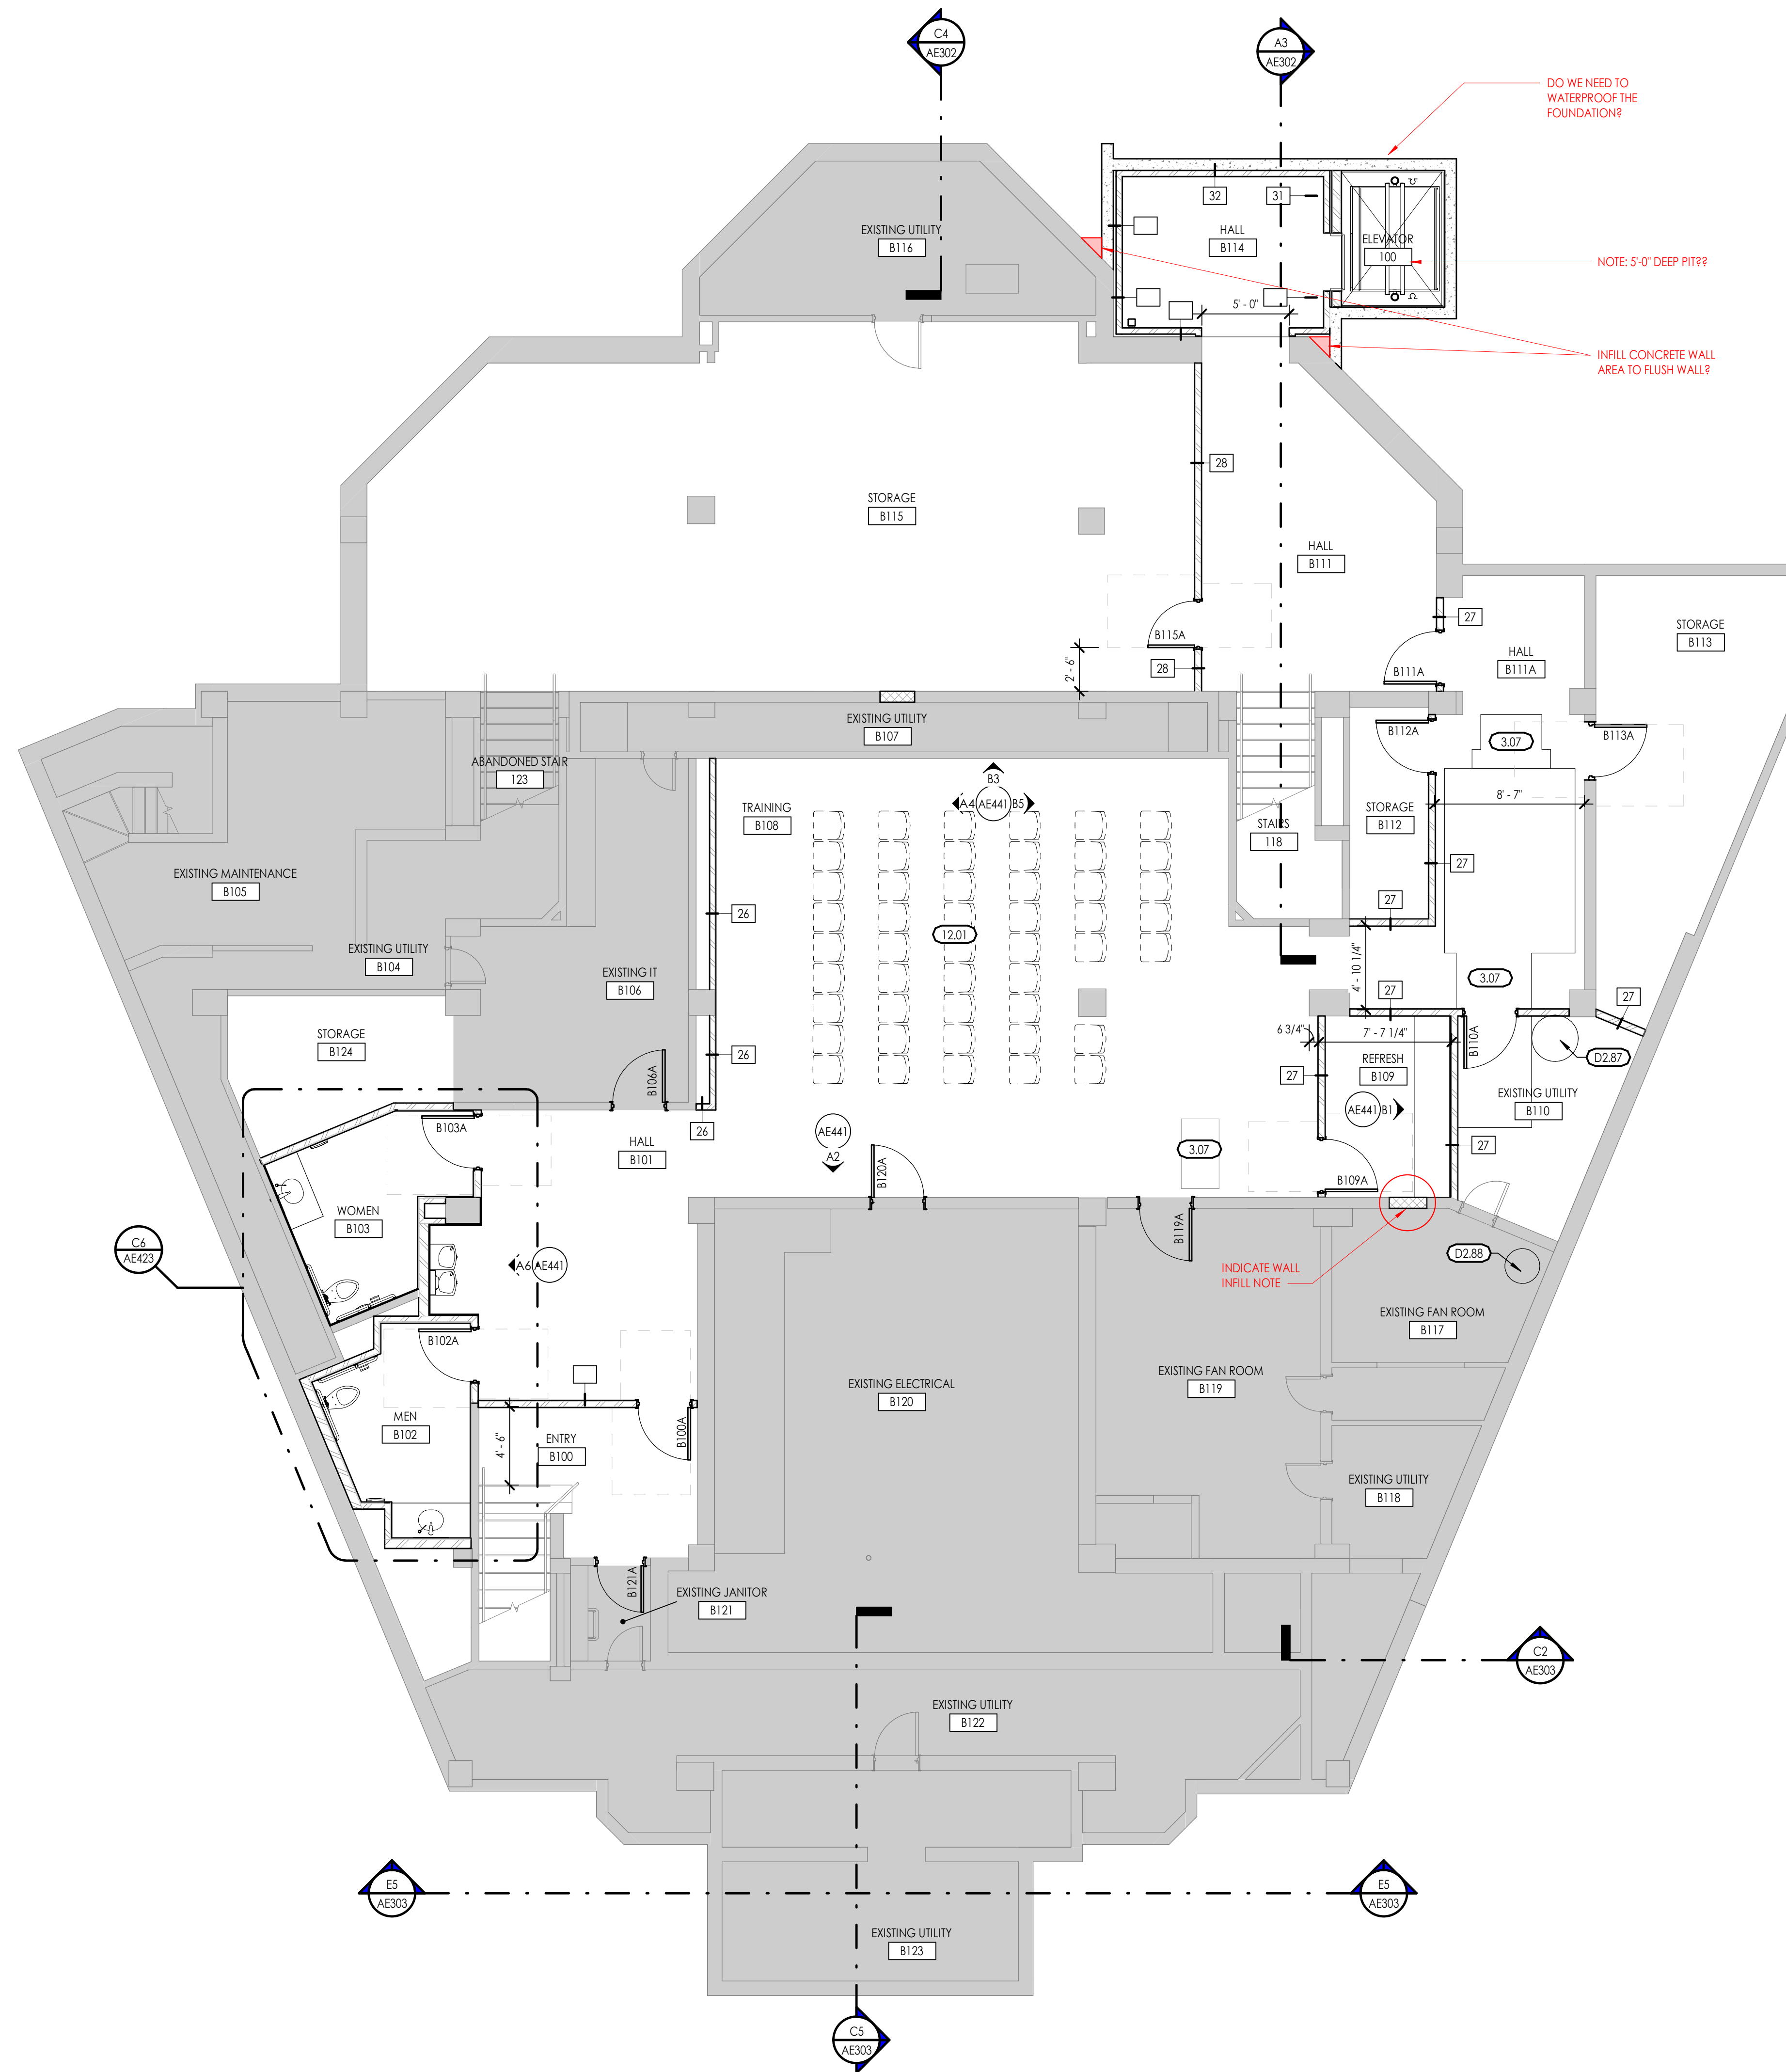 C4
AE302
A3
AE302
DO WE NEED TO
WATERPROOF THE
FOUNDATION?
32
31
EXISTING UTILITY
B116
HALL
B114
ELEVATOR
100
NOTE: 5'-0" DEEP PIT??
5' - 0"
INFILL CONCRETE WALL
AREA TO FLUSH WALL?
28
STORAGE
B115
HALL
B111
27
STORAGE
B113
B115A
HALL
B111A
28
2' - 6"
B111A
EXISTING UTILITY
B107
B112A
3.07
B113A
ABANDONED STAIR
123
B3
A4
AE441
B5
8' - 7"
TRAINING
B108
STORAGE
B112
STAIRS
118
27
EXISTING MAINTENANCE
B105
27
26
12.01
EXISTING UTILITY
B104
EXISTING IT
B106
4' - 10 1/4"
3.07
27
27
STORAGE
B124
6 3/4"
7' - 7 1/4"
B110A
26
REFRESH
B109
D2.87
B106A
27
EXISTING UTILITY
B110
AE441
B1
B103A
26
AE441
A2
HALL
B101
3.07
27
B120A
B109A
WOMEN
B103
B119A
C6
AE423
A6
AE441
INDICATE WALL
INFILL NOTE
D2.88
EXISTING FAN ROOM
B117
B102A
EXISTING FAN ROOM
B119
EXISTING ELECTRICAL
B120
MEN
B102
4' - 6"
ENTRY
B100
B100A
EXISTING UTILITY
B118
B121A
EXISTING JANITOR
B121
C2
AE303
EXISTING UTILITY
B122
E5
AE303
E5
AE303
EXISTING UTILITY
B123
C5
AE303